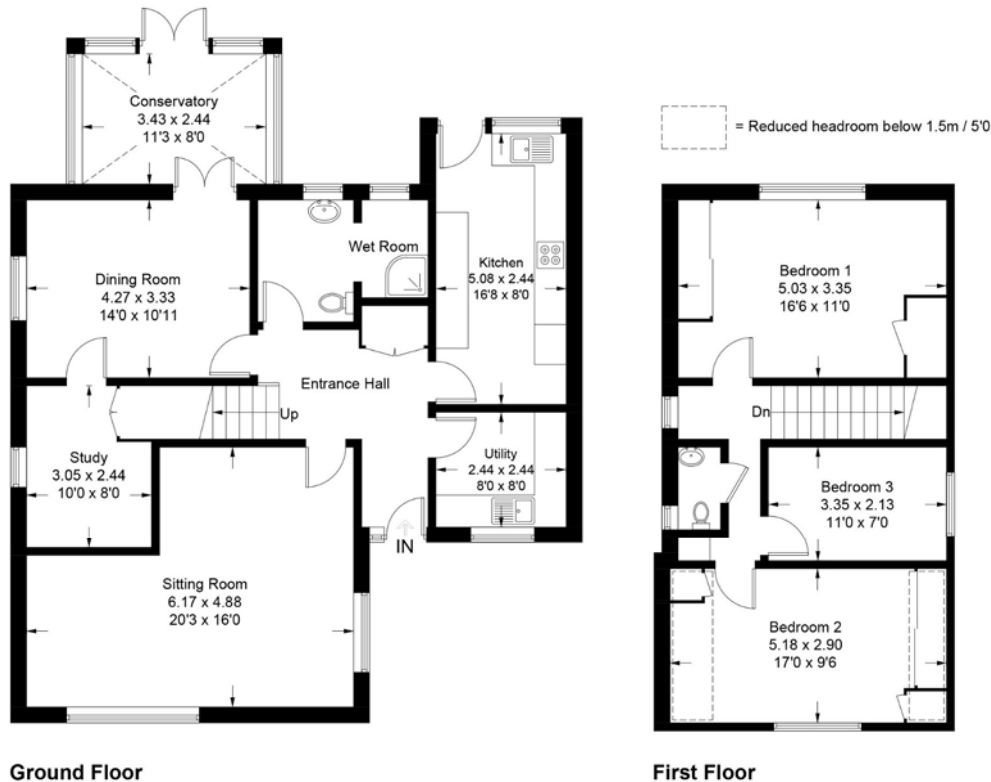 Conservatory
3.43 x 2.44
11'3 x 8'0
= Reduced headroom below 1.5m / 5'0
Wet Room
Kitchen
5.08 x 2.44
16'8 x 8'0
Dining Room
4.27 x 3.33
14'0 x 10'11
Bedroom 1
5.03 x 3.35
16'6 x 11'0
Entrance Hall
Up
Dn
Study
3.05 x 2.44
10'0 x 8'0
Utility
2.44 x 2.44
8'0 x 8'0
Bedroom 3
3.35 x 2.13
11'0 x 7'0
IN
Sitting Room
6.17 x 4.88
20'3 x 16'0
Bedroom 2
5.18 x 2.90
17'0 x 9'6
Ground Floor
First Floor